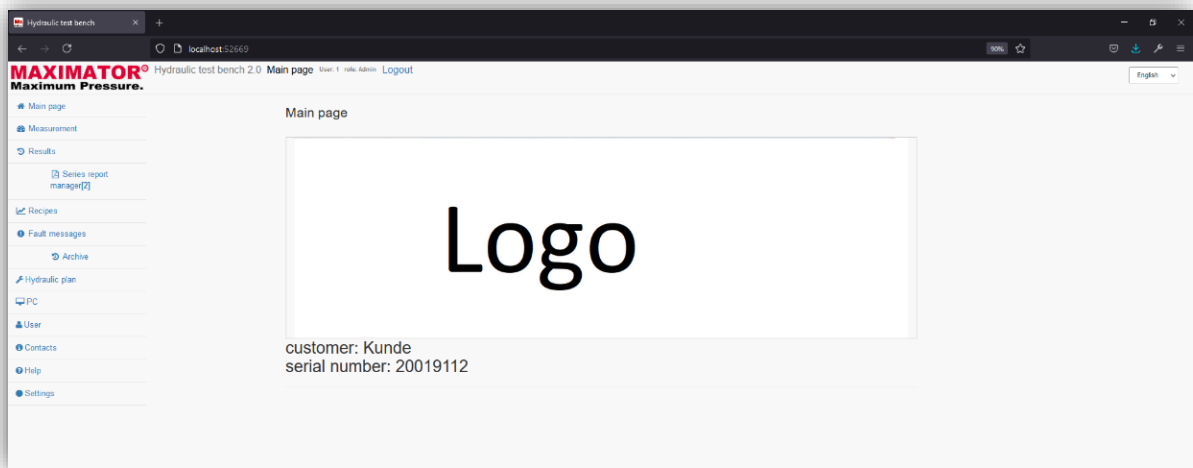 Hydraulic test bench
localhost:52669
90%
MAXIMATOR®
Maximum Pressure.
Hydraulic test bench 2.0 Main page User: 1 role: Admin Logout
English
Main page
Measurement
Results
Series report
manager[2]
Recipes
Fault messages
Archive
Hydraulic plan
PC
User
Contacts
Help
Settings
Main page
Logo
customer: Kunde
serial number: 20019112